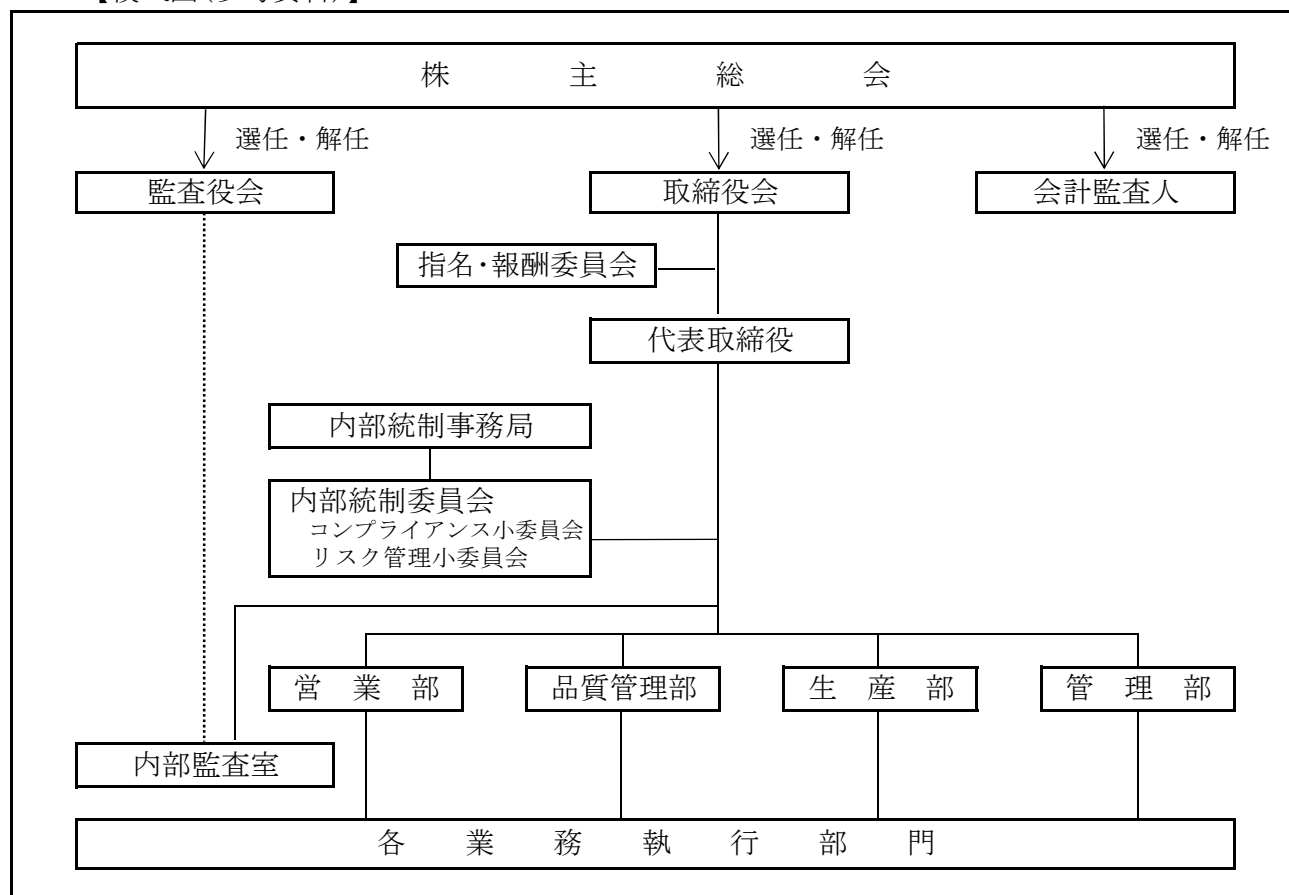 株主総会
選任・解任
選任・解任
選任・解任
監査役会
取締役会
会計監査人
指名・報酬委員会
代表取締役
内部統制事務局
内部統制委員会
コンプライアンス小委員会
リスク管理小委員会
営業部
品質管理部
生産部
管理部
内部監査室
各業務執行部門